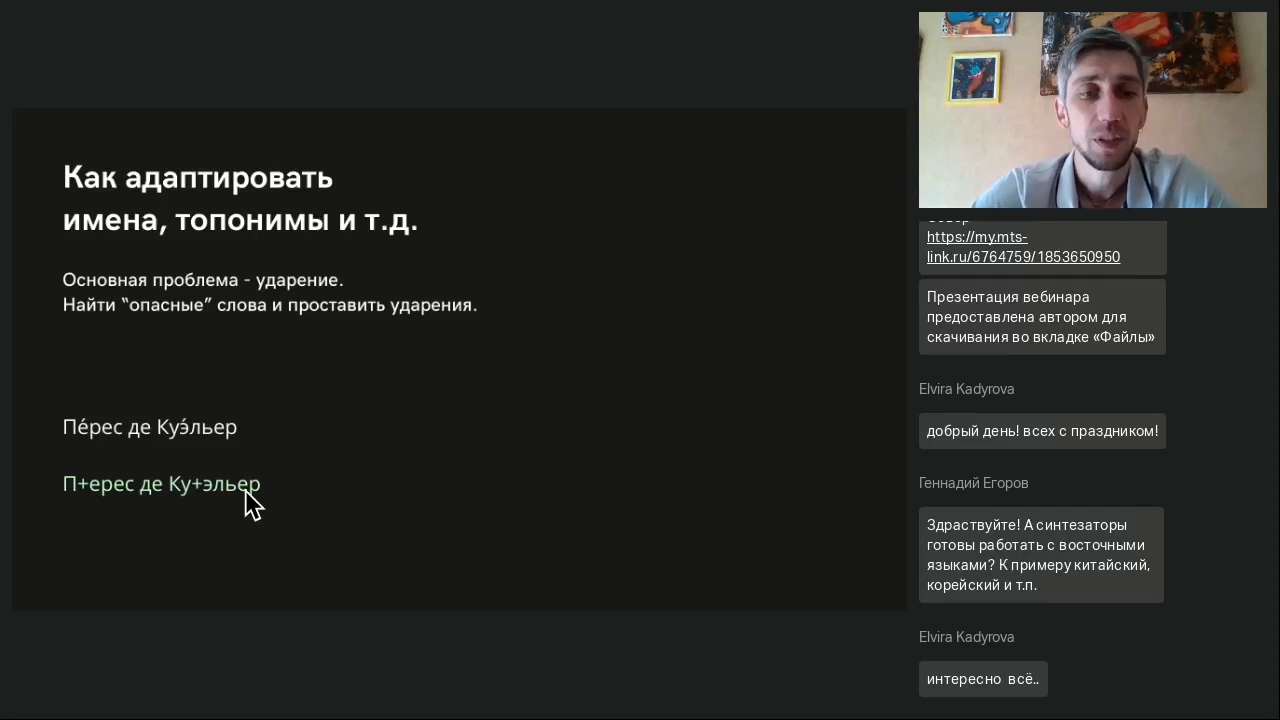 Как адаптировать
имена, топонимы и т.д.
Основная проблема - ударение.
Найти “опасные” слова и проставить ударения.
Пе́рес де Куэ́льер
П+ерес де Ку+эльер
https://my.mts-
link.ru/6764759/1853650950
Презентация вебинара
предоставлена автором для
скачивания во вкладке «Файлы»
Elvira Kadyrova
добрый день! всех с праздником!
Геннадий Егоров
Здраствуйте! А синтезаторы
готовы работать с восточными
языками? К примеру китайский,
корейский и т.п.
Elvira Kadyrova
интересно всё..